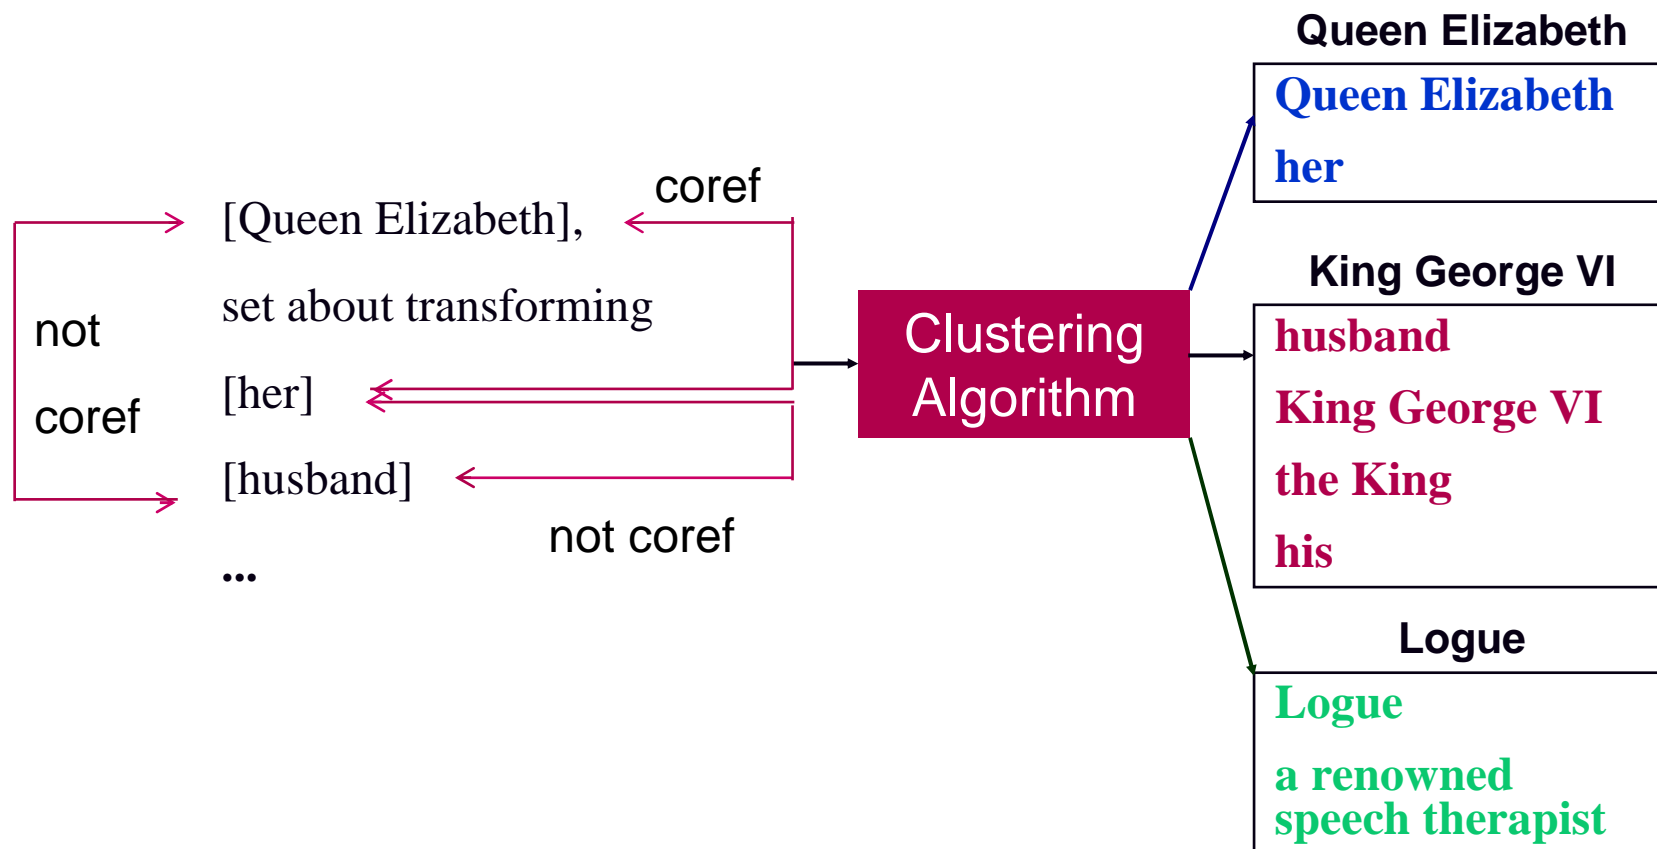 coref
[Queen Elizabeth],
set about transforming
not
coref
[her]
[husband]
not coref
...
Clustering
Algorithm
Queen Elizabeth
Queen Elizabeth
her
King George VI
husband
King George VI
the King
his
Logue
Logue
a renowned
speech therapist